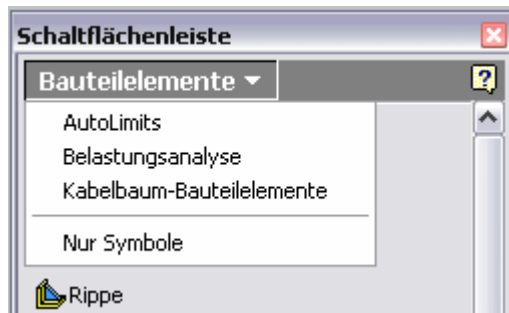 Schaltflächenleiste
Bauteilelemente
AutoLimits
Belastungsanalyse
Kabelbaum-Bauteilelemente
Nur Symbole
Rippe